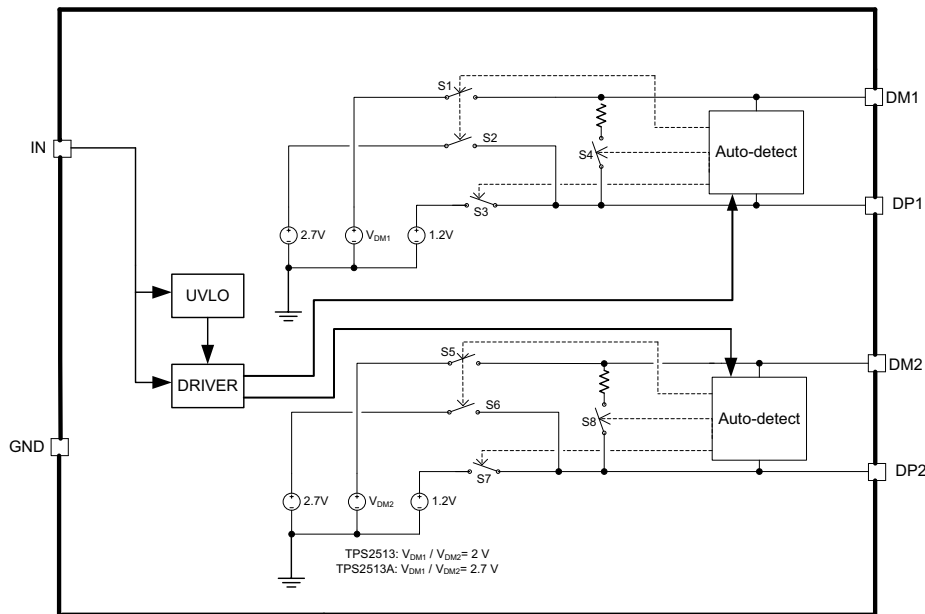 S1
DM1
S2
IN
S4
Auto-detect
S3
DP1
2.7V
VDM1
1.2V
UVLO
DRIVER
S5
DM2
S6
S8
Auto-detect
GND
S7
DP2
2.7V
VDM2
1.2V
TPS2513: VDM1 / VDM2= 2 V
TPS2513A: VDM1 / VDM2= 2.7 V